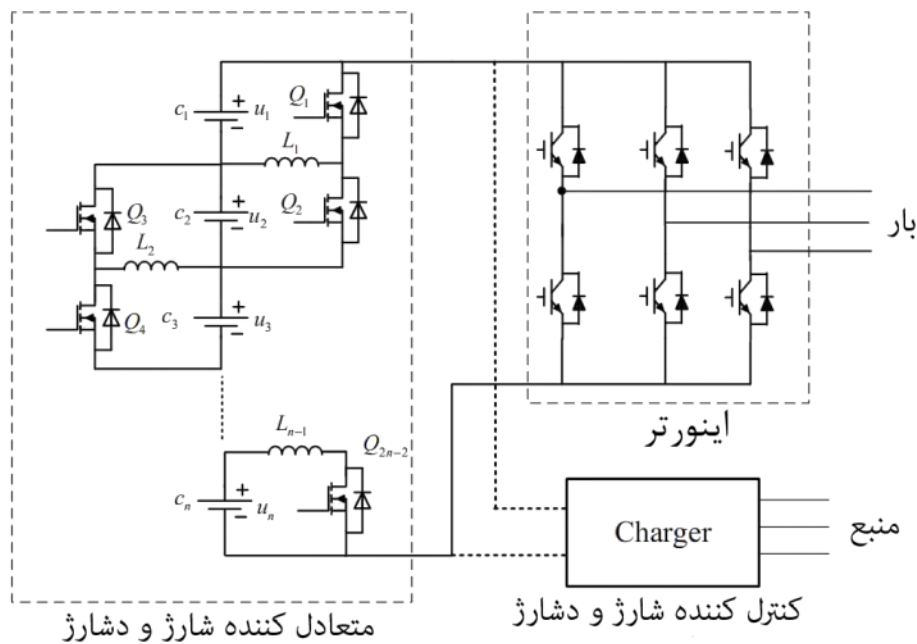 Q₁
c₁ u₁
L₁
Q₃ c₂ u₂ Q₂
L₂
بار
Q₄ c₃ u₃
اینورتر
Lₙ₋₁
Q₂ₙ₋₂
cₙ uₙ
Charger
منبع
متعادل کننده شارژ و دشارژ
کنترل کننده شارژ و دشارژ